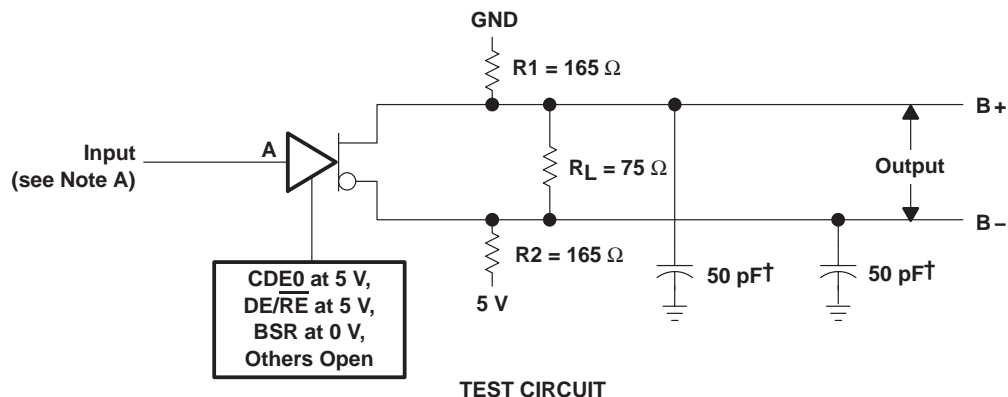 GND
R1 = 165 Ω
B+
A
Input
(see Note A)
RL = 75 Ω
Output
B−
R2 = 165 Ω
50 pF†
50 pF†
5 V
CDE0 at 5 V,
DE/R̅E̅ at 5 V,
BSR at 0 V,
Others Open
TEST CIRCUIT